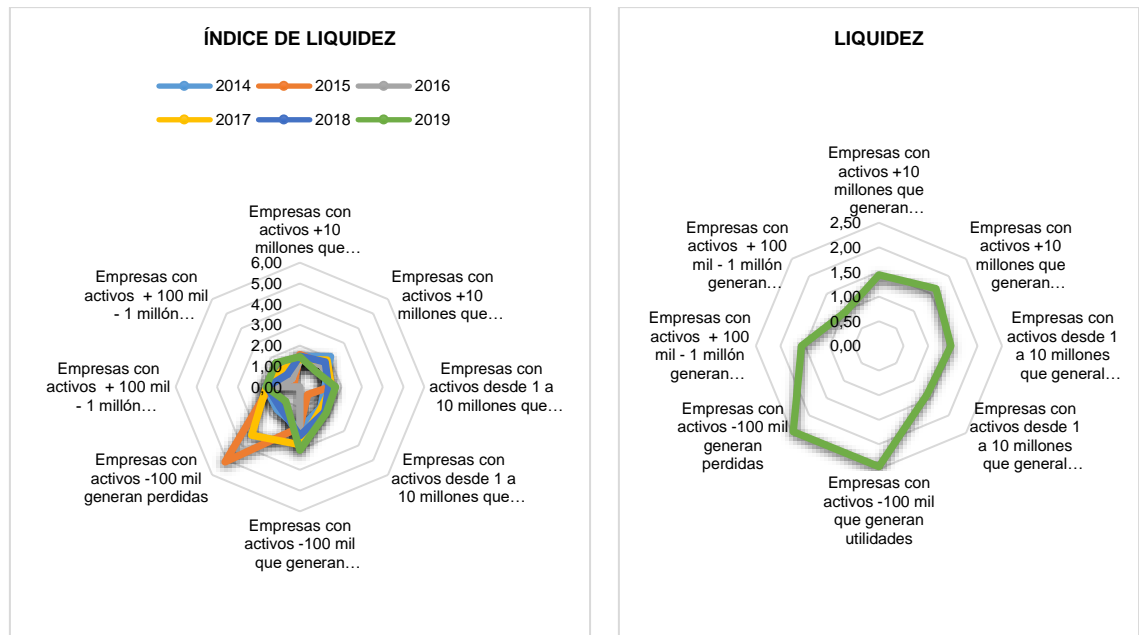 ÍNDICE DE LIQUIDEZ
2014 2015 2016
2017 2018 2019
Empresas con
activos +10
millones que…
Empresas con
activos +10
millones que…
Empresas con
activos desde 1 a
10 millones que…
Empresas con
activos desde 1 a
10 millones que…
Empresas con
activos -100 mil
que generan…
Empresas con
activos -100 mil
generan perdidas
Empresas con
activos + 100 mil
- 1 millón…
Empresas con
activos + 100 mil
- 1 millón…
6,00
5,00
4,00
3,00
2,00
1,00
0,00
LIQUIDEZ
Empresas con
activos +10
millones que
generan…
Empresas con
activos +10
millones que
generan…
Empresas con
activos desde 1
a 10 millones
que general…
Empresas con
activos desde 1
a 10 millones
que general…
Empresas con
activos -100 mil
que generan
utilidades
Empresas con
activos -100 mil
generan
perdidas
Empresas con
activos + 100
mil - 1 millón
generan…
Empresas con
activos + 100
mil - 1 millón
generan…
2,50
2,00
1,50
1,00
0,50
0,00